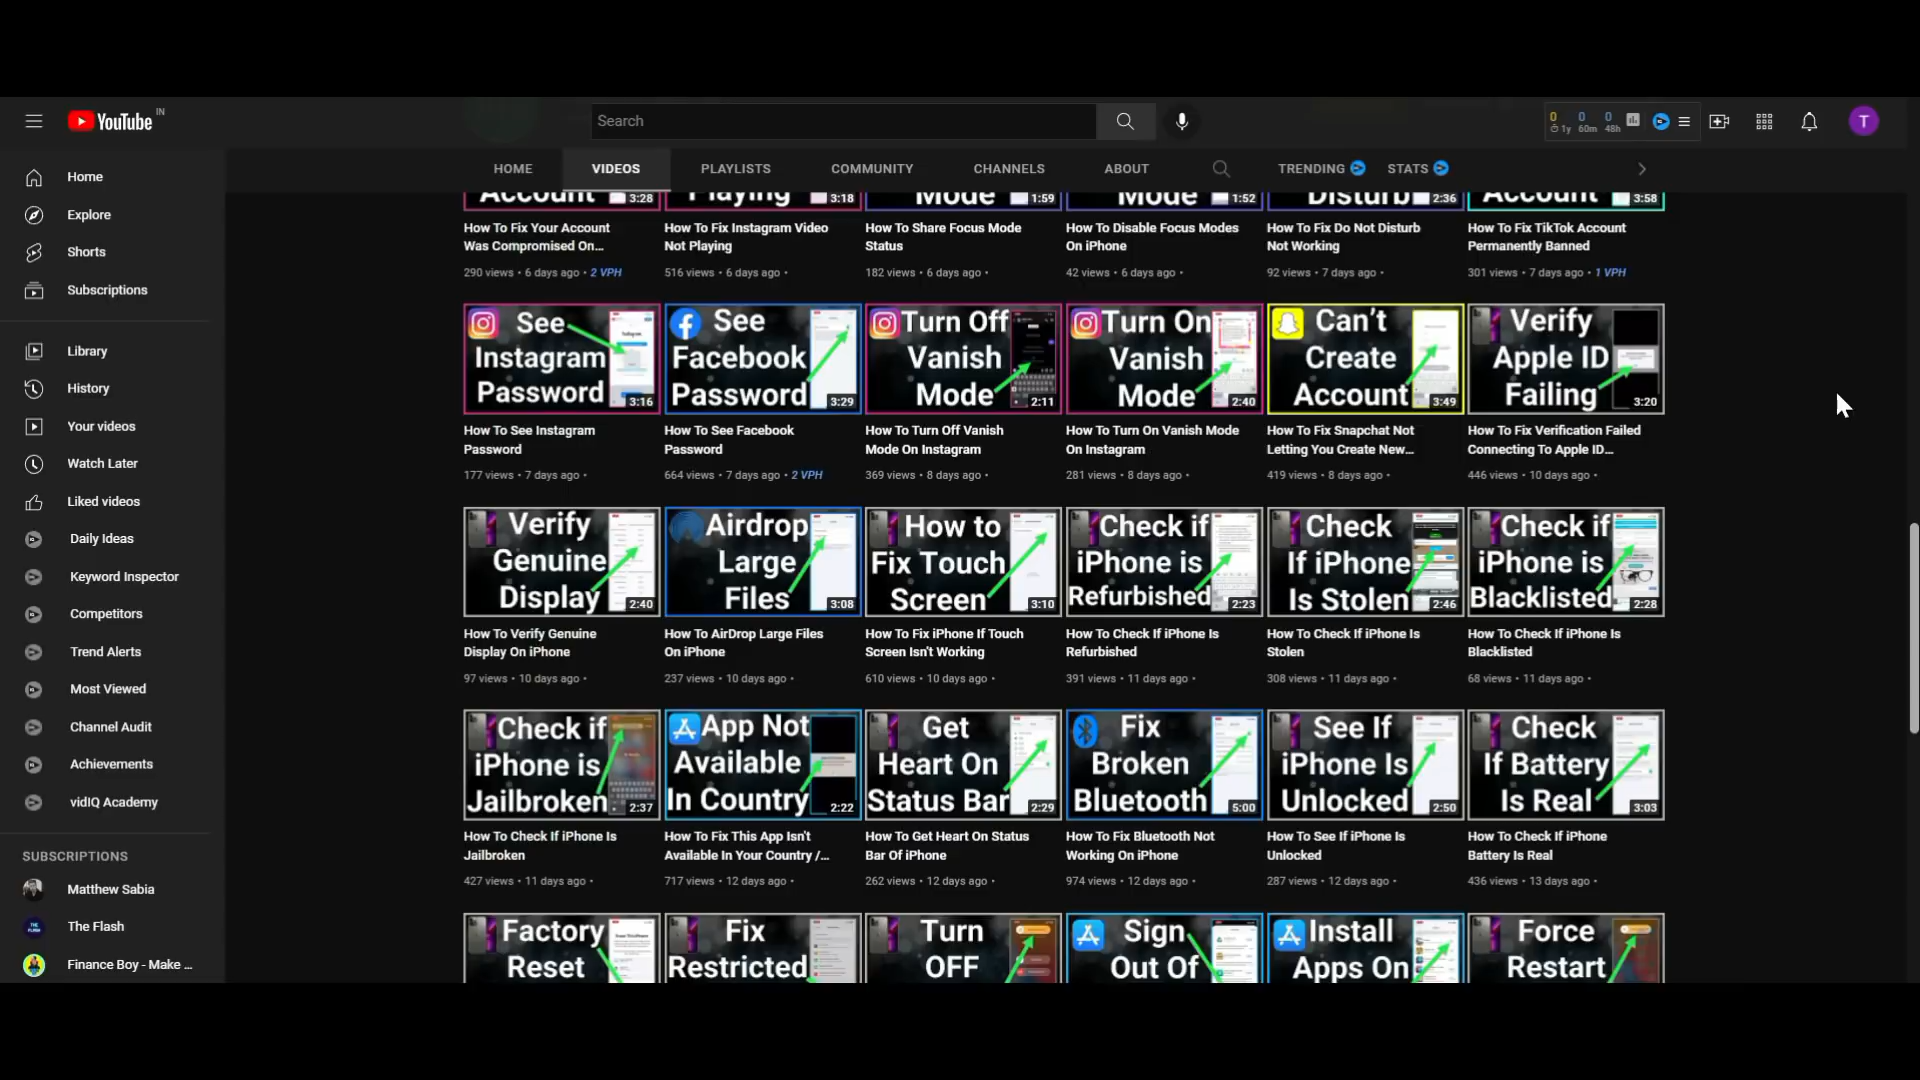 YouTube IN
Search
0 0 0
1y 60m 48h
T
HOME VIDEOS PLAYLISTS COMMUNITY CHANNELS ABOUT TRENDING STATS
Home
Explore
Shorts
Subscriptions
Library
History
Your videos
Watch Later
Liked videos
Daily Ideas
Keyword Inspector
Competitors
Trend Alerts
Most Viewed
Channel Audit
Achievements
vidIQ Academy
SUBSCRIPTIONS
Matthew Sabia
The Flash
Finance Boy - Make ...
Account 3:28
How To Fix Your Account
Was Compromised On...
290 views • 6 days ago • 2 VPH
Playing 3:18
How To Fix Instagram Video
Not Playing
516 views • 6 days ago •
Mode 1:59
How To Share Focus Mode
Status
182 views • 6 days ago •
Mode 1:52
How To Disable Focus Modes
On iPhone
42 views • 6 days ago •
Disturb 2:36
How To Fix Do Not Disturb
Not Working
92 views • 7 days ago •
Account 3:58
How To Fix TikTok Account
Permanently Banned
301 views • 7 days ago • 1 VPH
See
Instagram
Password 3:16
How To See Instagram
Password
177 views • 7 days ago •
See
Facebook
Password 3:29
How To See Facebook
Password
664 views • 7 days ago • 2 VPH
Turn Off
Vanish
Mode 2:11
How To Turn Off Vanish
Mode On Instagram
369 views • 8 days ago •
Turn On
Vanish
Mode 2:40
How To Turn On Vanish Mode
On Instagram
281 views • 8 days ago •
Can't
Create
Account 3:49
How To Fix Snapchat Not
Letting You Create New...
419 views • 8 days ago •
Verify
Apple ID
Failing 3:20
How To Fix Verification Failed
Connecting To Apple ID...
446 views • 10 days ago •
Verify
Genuine
Display 2:40
How To Verify Genuine
Display On iPhone
97 views • 10 days ago •
Airdrop
Large
Files 3:08
How To AirDrop Large Files
On iPhone
237 views • 10 days ago •
How to
Fix Touch
Screen 3:10
How To Fix iPhone If Touch
Screen Isn't Working
610 views • 10 days ago •
Check if
iPhone is
Refurbished 2:23
How To Check If iPhone Is
Refurbished
391 views • 11 days ago •
Check
If iPhone
Is Stolen 2:46
How To Check If iPhone Is
Stolen
308 views • 11 days ago •
Check if
iPhone is
Blacklisted 2:28
How To Check If iPhone Is
Blacklisted
68 views • 11 days ago •
Check if
iPhone is
Jailbroken 2:37
How To Check If iPhone Is
Jailbroken
427 views • 11 days ago •
App Not
Available
In Country 2:22
How To Fix This App Isn't
Available In Your Country /...
717 views • 12 days ago •
Get
Heart On
Status Bar 2:29
How To Get Heart On Status
Bar Of iPhone
262 views • 12 days ago •
Fix
Broken
Bluetooth 5:00
How To Fix Bluetooth Not
Working On iPhone
974 views • 12 days ago •
See If
iPhone Is
Unlocked 2:50
How To See If iPhone Is
Unlocked
287 views • 12 days ago •
Check
If Battery
Is Real 3:03
How To Check If iPhone
Battery Is Real
436 views • 13 days ago •
Factory
Reset
Fix
Restricted
Turn
OFF
Sign
Out Of
Install
Apps On
Force
Restart